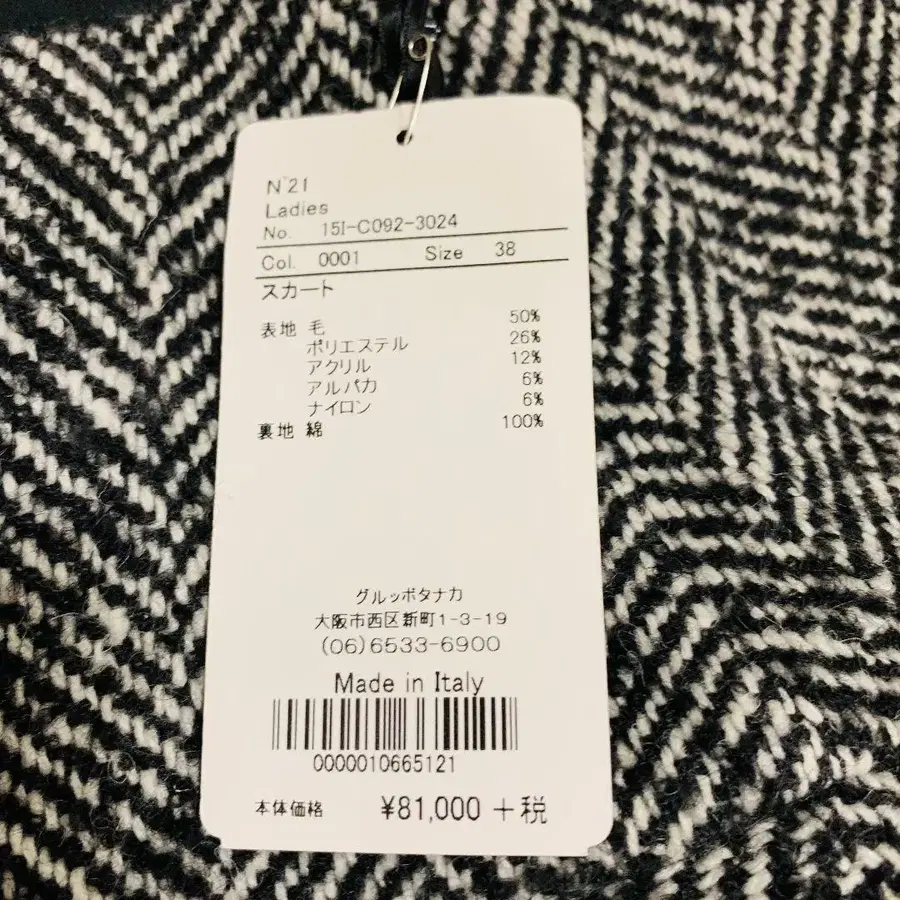 N°21
Ladies
No. 15I-C092-3024
Col. 0001 Size 38
スカート
表地 毛 50%
ポリエステル 26%
アクリル 12%
アルパカ 6%
ナイロン 6%
裏地 綿 100%
グルッポタナカ
大阪市西区新町1-3-19
(06)6533-6900
Made in Italy
0000010665121
本体価格 ¥81,000 +税